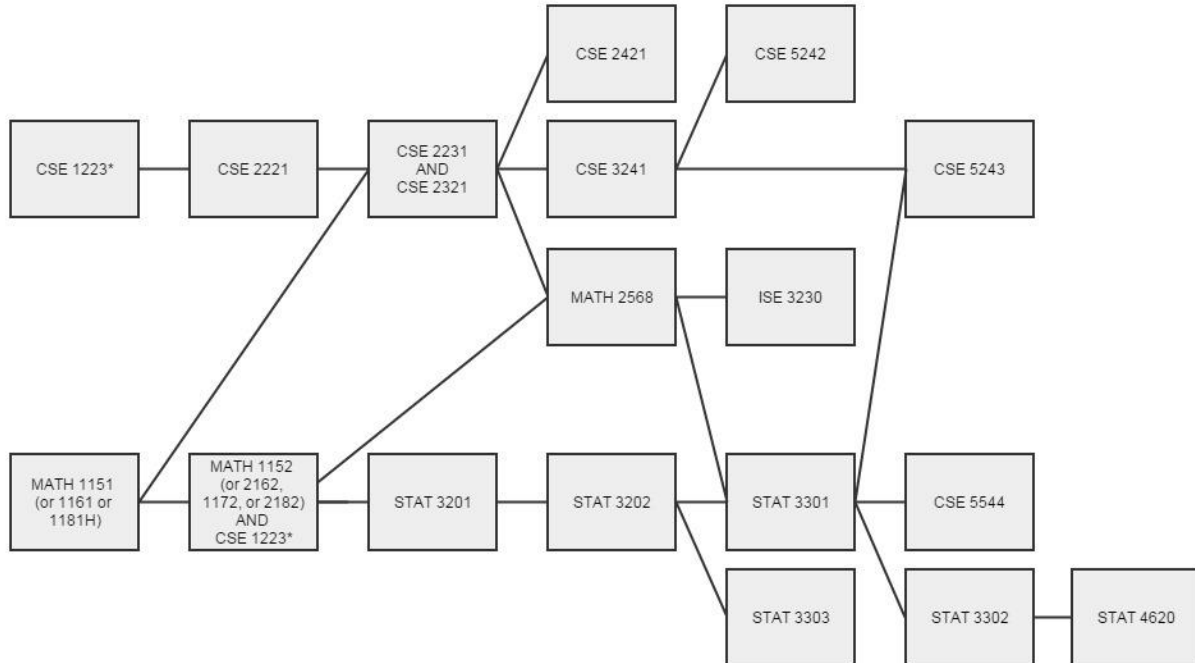 CSE 2421
CSE 5242
CSE 1223*
CSE 2221
CSE 2231
AND
CSE 2321
CSE 3241
CSE 5243
MATH 2568
ISE 3230
MATH 1151
(or 1161 or
1181H)
MATH 1152
(or 2162,
1172, or 2182)
AND
CSE 1223*
STAT 3201
STAT 3202
STAT 3301
CSE 5544
STAT 3303
STAT 3302
STAT 4620